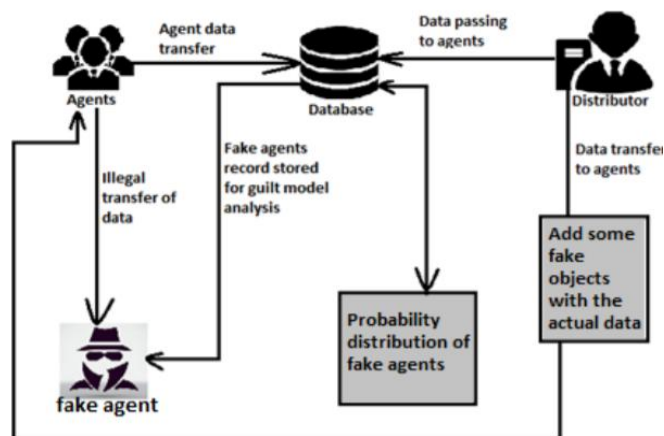 Agent data
transfer
Data passing
to agents
Agents
Database
Distributor
Fake agents
record stored
for guilt model
analysis
Data transfer
to agents
Illegal
transfer of
data
Add some
fake
objects
with the
actual data
Probability
distribution of
fake agents
fake agent